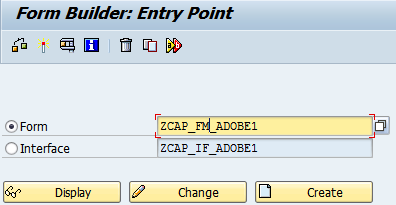 Form Builder: Entry Point
Form ZCAP_FM_ADOBE1
Interface ZCAP_IF_ADOBE1
Display Change Create